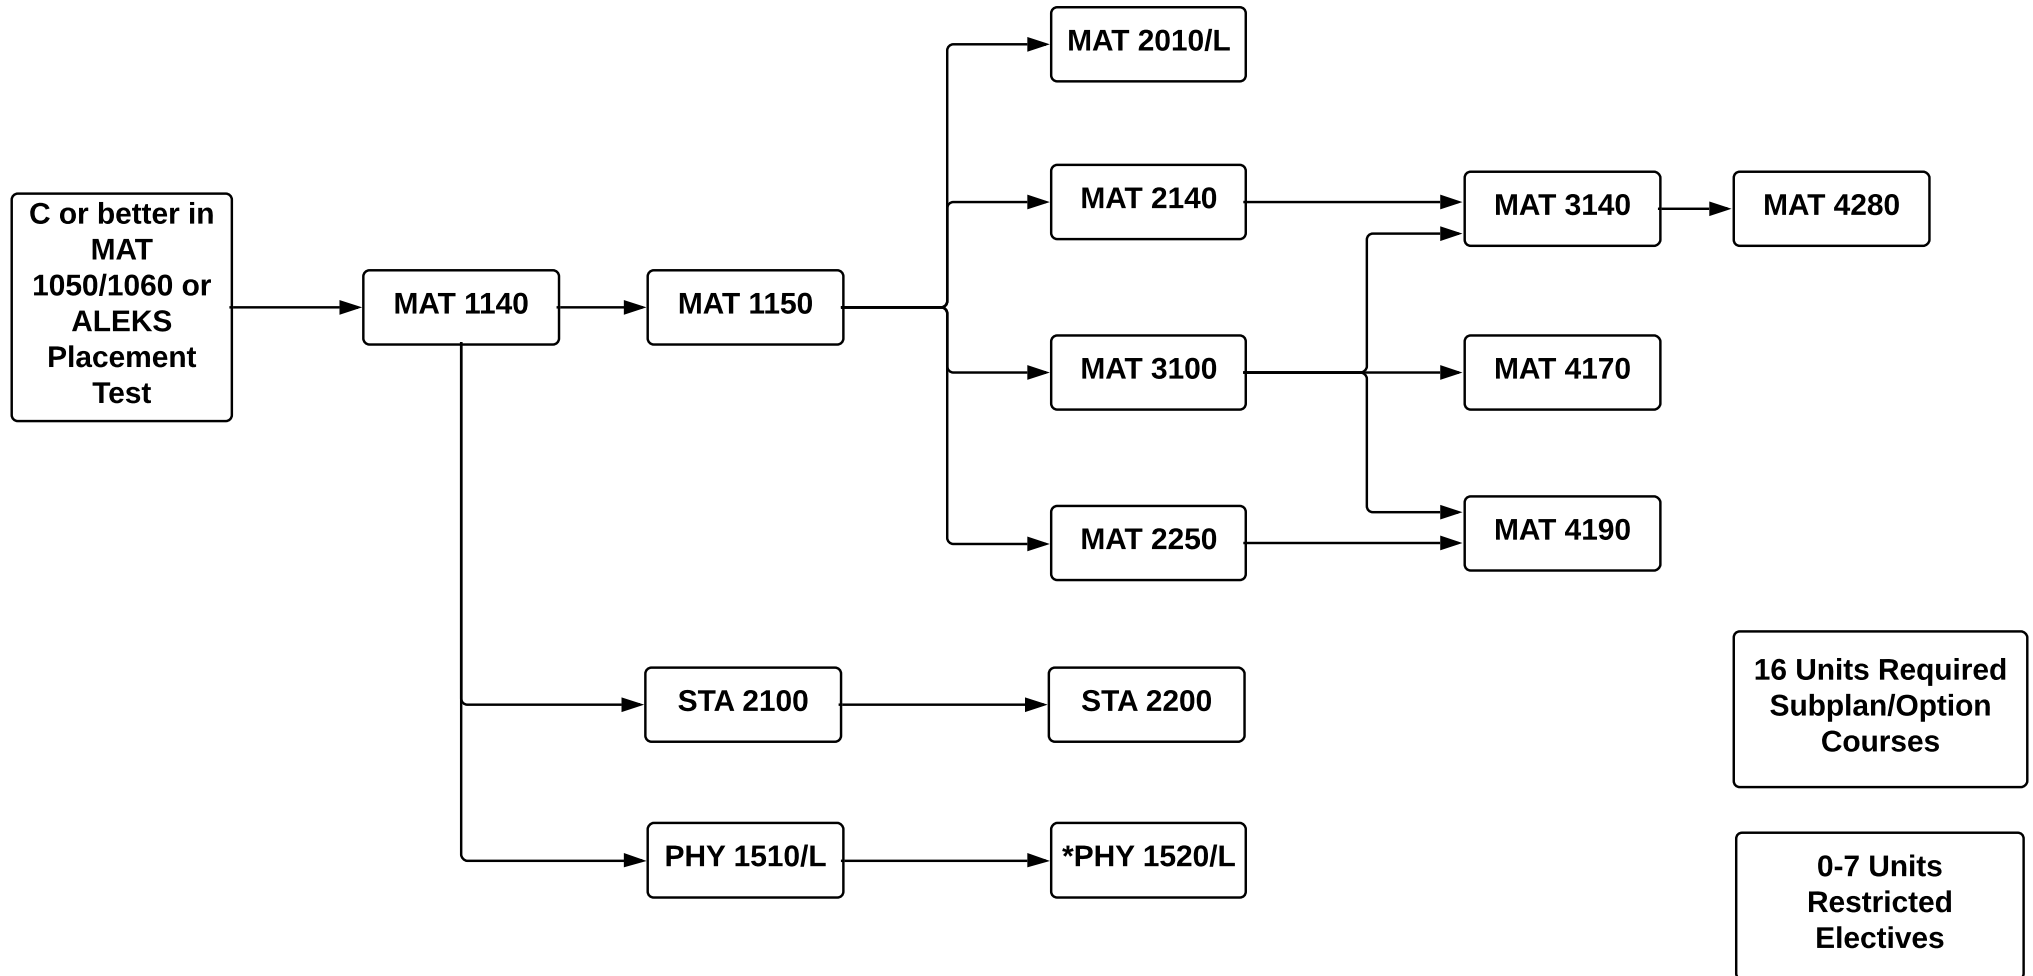 MAT 2010/L
MAT 2140
MAT 3140
MAT 4280
C or better in
MAT
1050/1060 or
ALEKS
Placement
Test
MAT 1140
MAT 1150
MAT 3100
MAT 4170
MAT 2250
MAT 4190
STA 2100
STA 2200
16 Units Required
Subplan/Option
Courses
PHY 1510/L
*PHY 1520/L
0-7 Units
Restricted
Electives